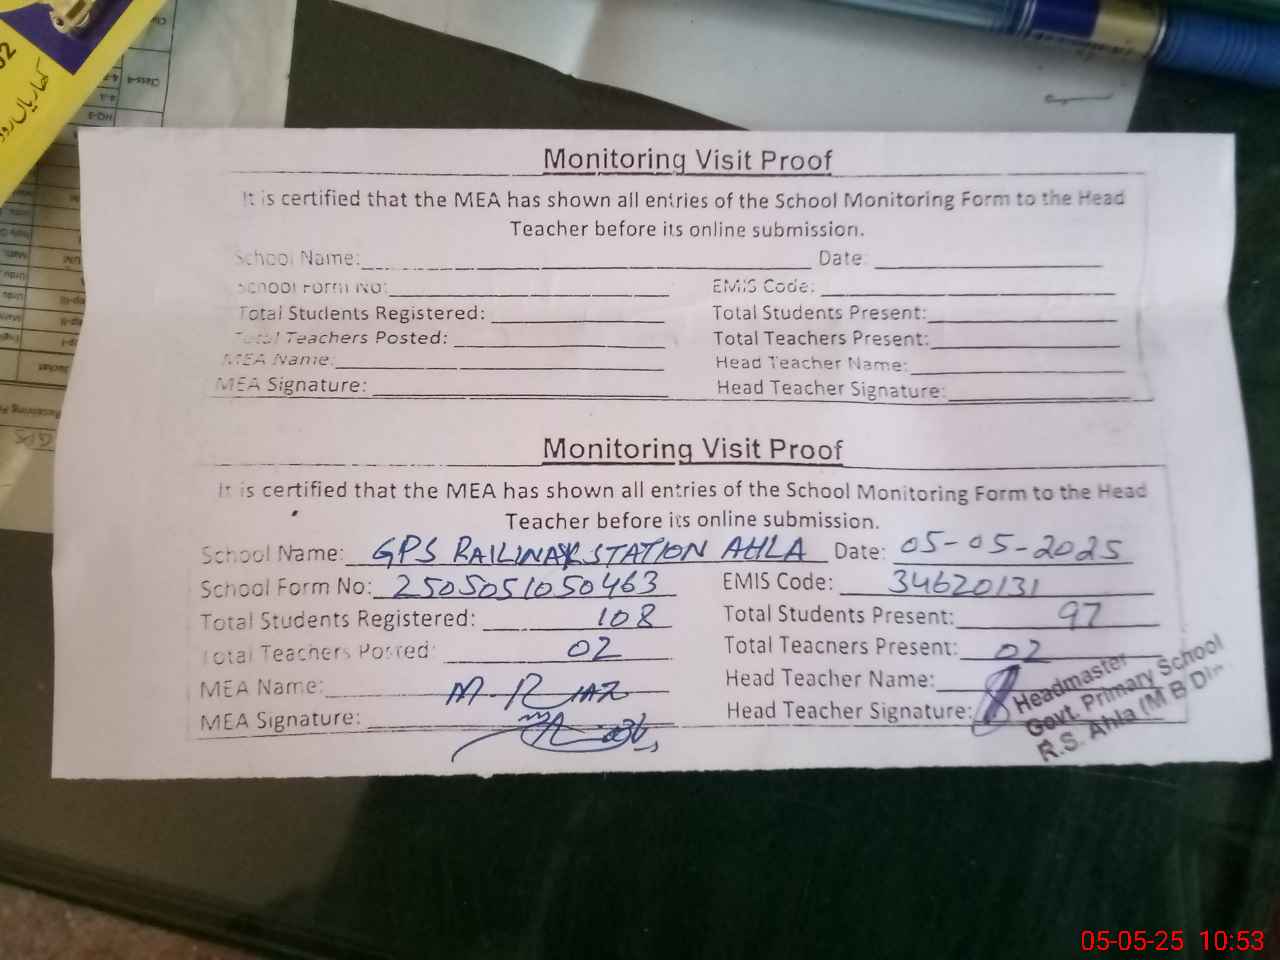 Monitoring Visit Proof
It is certified that the MEA has shown all entries of the School Monitoring Form to the Head
Teacher before its online submission.
School Name: Date:
School Form No: EMIS Code:
Total Students Registered: Total Students Present:
Total Teachers Posted: Total Teachers Present:
MEA Name: Head Teacher Name:
MEA Signature: Head Teacher Signature:
Monitoring Visit Proof
It is certified that the MEA has shown all entries of the School Monitoring Form to the Head
Teacher before its online submission.
School Name: GPS RAILWAY STATION AHLA Date: 05-05-2025
School Form No: 2505051050463 EMIS Code: 34620131
Total Students Registered: 108 Total Students Present: 97
Total Teachers Posted: 02 Total Teachers Present: 02
MEA Name: M-RIAZ Head Teacher Name:
MEA Signature: Head Teacher Signature:
Headmaster
Govt. Primary School
R.S. Ahla (M B Din
05-05-25 10:53